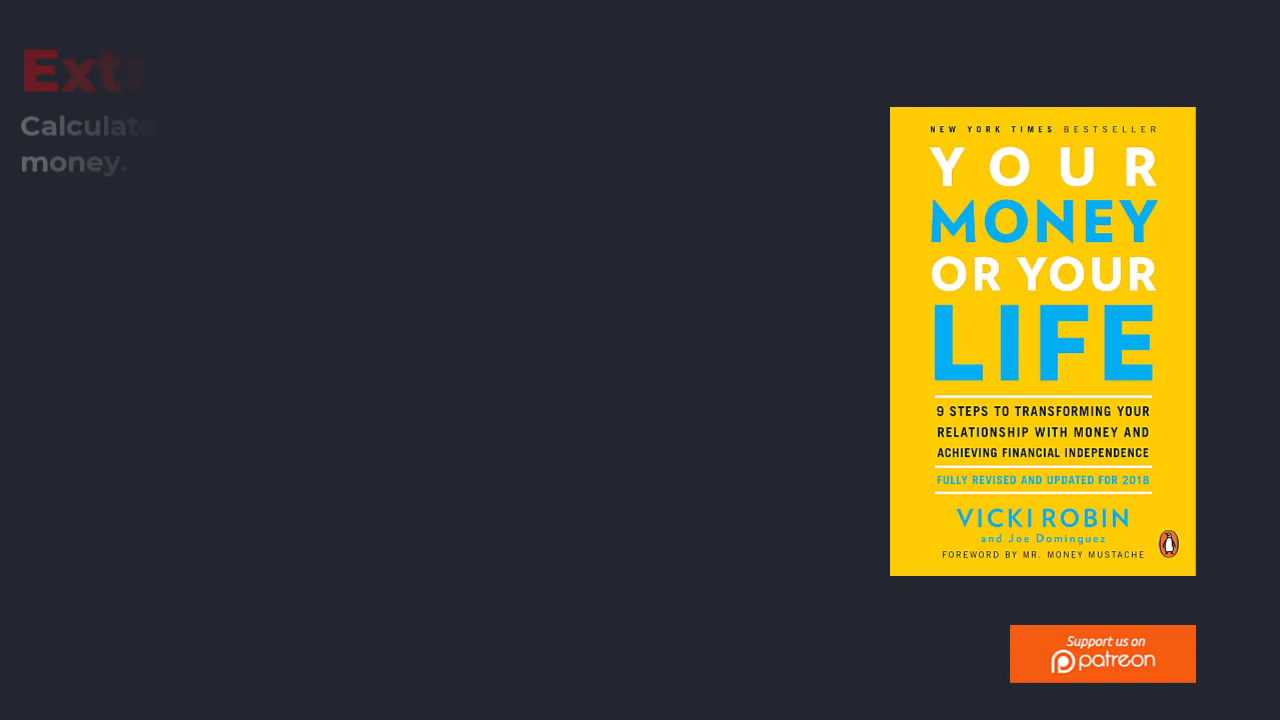 Calculate
money.
NEW YORK TIMES BESTSELLER
YOUR
MONEY
OR YOUR
LIFE
9 STEPS TO TRANSFORMING YOUR
RELATIONSHIP WITH MONEY AND
ACHIEVING FINANCIAL INDEPENDENCE
FULLY REVISED AND UPDATED FOR 2018
VICKI ROBIN
and Joe Dominguez
FOREWORD BY MR. MONEY MUSTACHE
Support us on
patreon